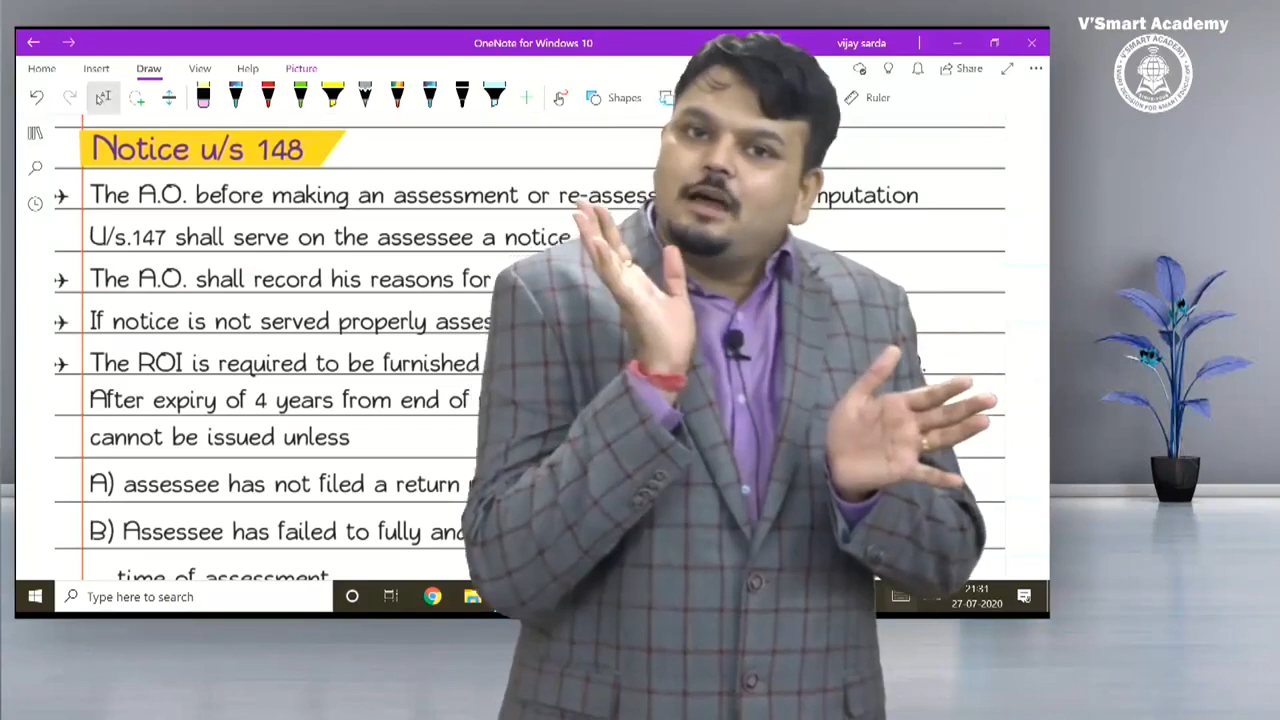 V'Smart Academy
OneNote for Windows 10
vijay sarda
Home Insert Draw View Help Picture
Share
Shapes
Ruler
Notice u/s 148
The A.O. before making an assessment or re-assess
U/s.147 shall serve on the assessee a notice
The A.O. shall record his reasons for
If notice is not served properly asses
The ROI is required to be furnished
After expiry of 4 years from end of
cannot be issued unless
A) assessee has not filed a return
B) Assessee has failed to fully and
time of assessment
Type here to search
21:31
27-07-2020